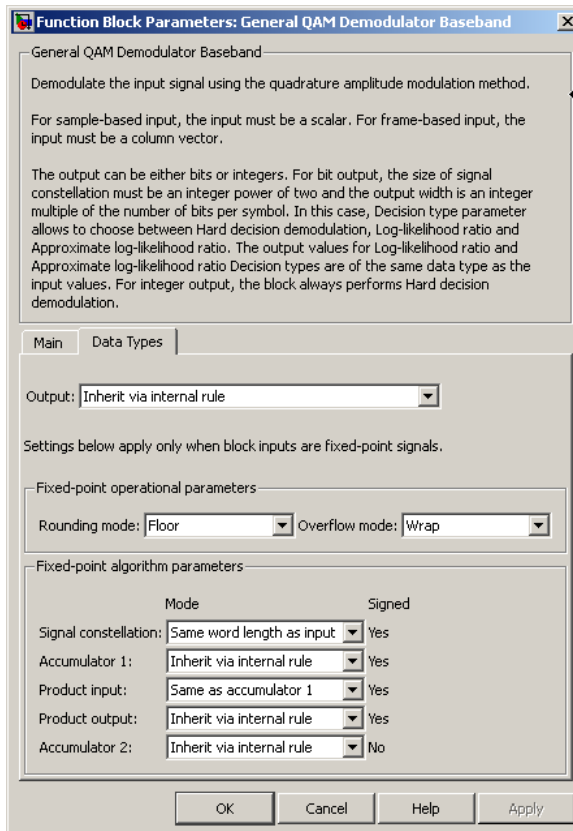 Function Block Parameters: General QAM Demodulator Baseband
General QAM Demodulator Baseband
Demodulate the input signal using the quadrature amplitude modulation method.
For sample-based input, the input must be a scalar. For frame-based input, the
input must be a column vector.
The output can be either bits or integers. For bit output, the size of signal
constellation must be an integer power of two and the output width is an integer
multiple of the number of bits per symbol. In this case, Decision type parameter
allows to choose between Hard decision demodulation, Log-likelihood ratio and
Approximate log-likelihood ratio. The output values for Log-likelihood ratio and
Approximate log-likelihood ratio Decision types are of the same data type as the
input values. For integer output, the block always performs Hard decision
demodulation.
Main Data Types
Output: Inherit via internal rule
Settings below apply only when block inputs are fixed-point signals.
Fixed-point operational parameters
Rounding mode: Floor Overflow mode: Wrap
Fixed-point algorithm parameters
Mode Signed
Signal constellation: Same word length as input Yes
Accumulator 1: Inherit via internal rule Yes
Product input: Same as accumulator 1 Yes
Product output: Inherit via internal rule Yes
Accumulator 2: Inherit via internal rule No
OK Cancel Help Apply